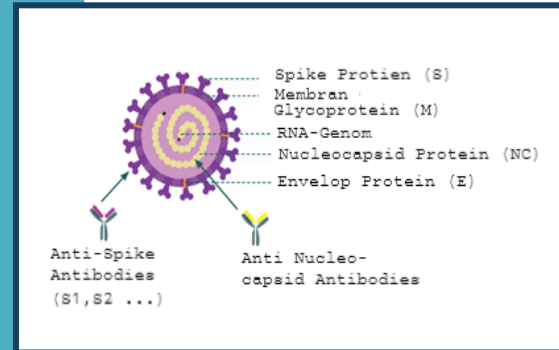 Spike Protien (S)
Membran
Glycoprotein (M)
RNA-Genom
Nucleocapsid Protein (NC)
Envelop Protein (E)
Anti-Spike
Antibodies
(S1,S2 ...)
Anti Nucleo-
capsid Antibodies